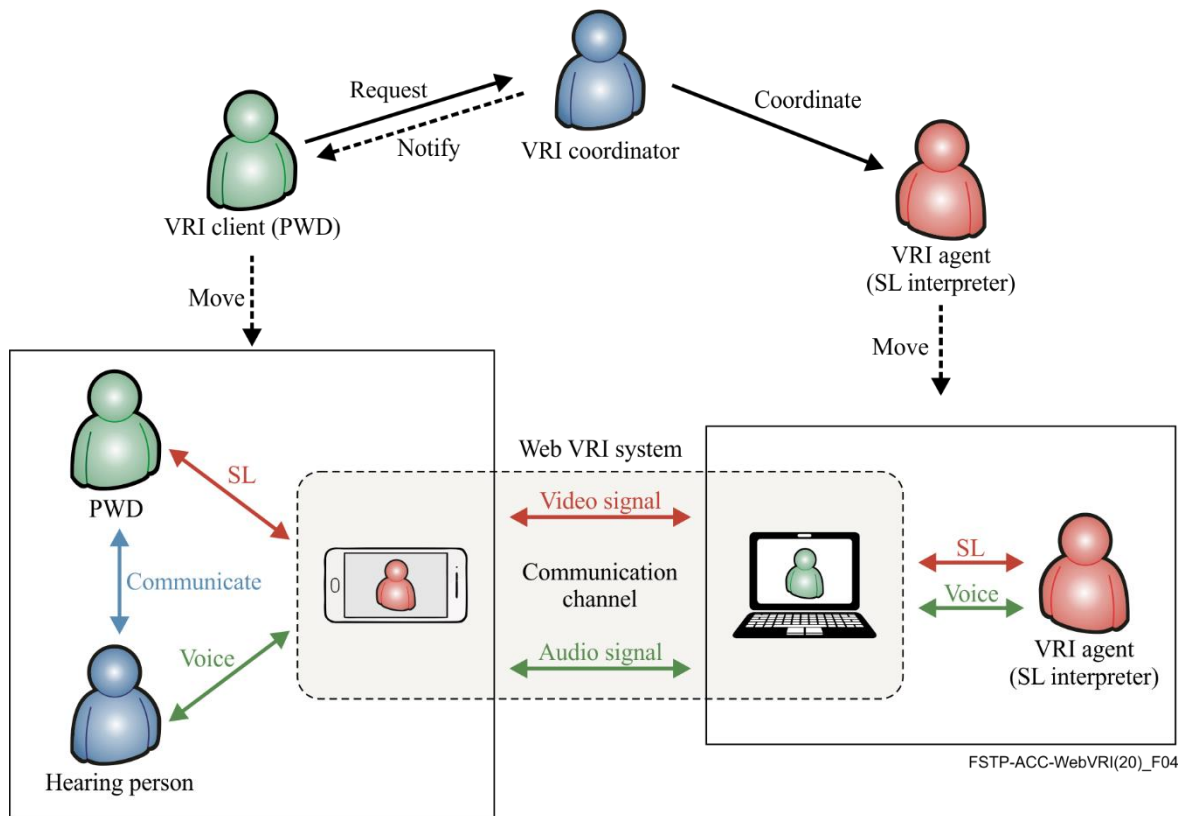 Request
Notify
VRI coordinator
Coordinate
VRI client (PWD)
VRI agent
(SL interpreter)
Move
Move
Web VRI system
PWD
SL
Communicate
Voice
Hearing person
Video signal
Communication
channel
Audio signal
SL
Voice
VRI agent
(SL interpreter)
FSTP-ACC-WebVRI(20)_F04